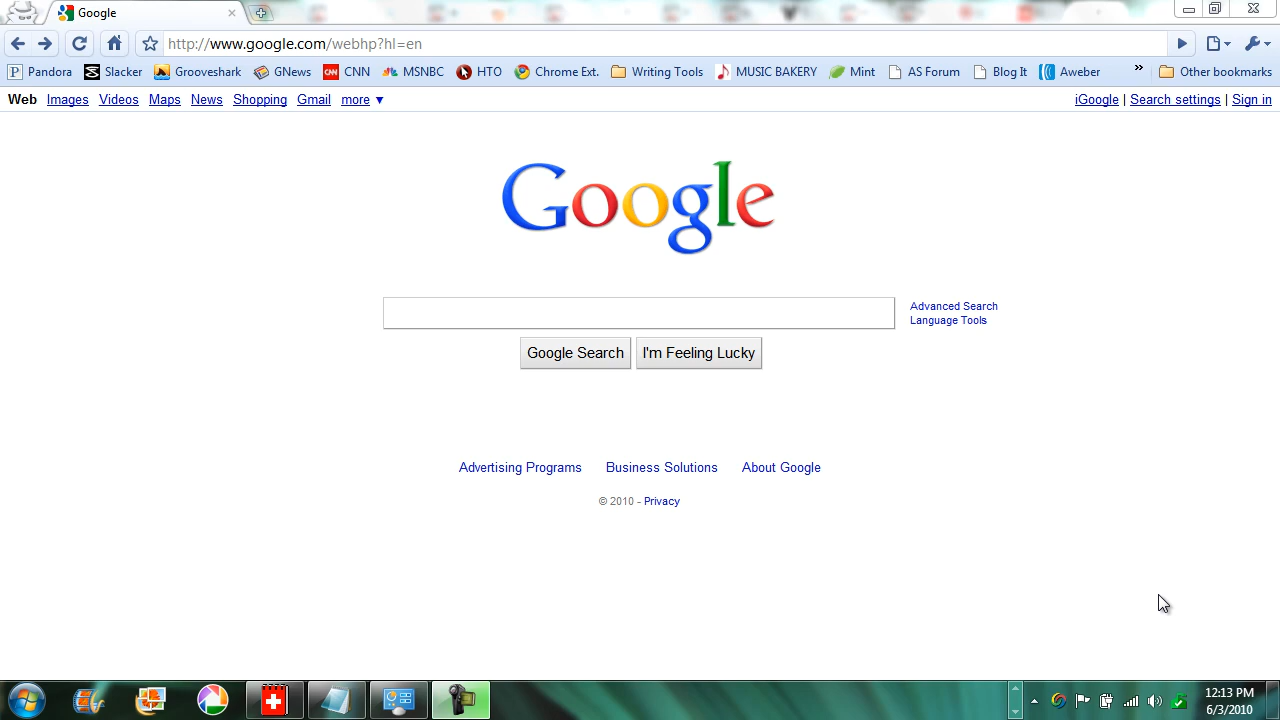 Google
http://www.google.com/webhp?hl=en
Pandora Slacker Grooveshark GNews CNN MSNBC HTO Chrome Ex.. Writing Tools MUSIC BAKERY Mint AS Forum Blog It Aweber » Other bookmarks
Web Images Videos Maps News Shopping Gmail more ▼ iGoogle | Search settings | Sign in
Google
Advanced Search
Language Tools
Google Search I'm Feeling Lucky
Advertising Programs Business Solutions About Google
© 2010 - Privacy
12:13 PM
6/3/2010